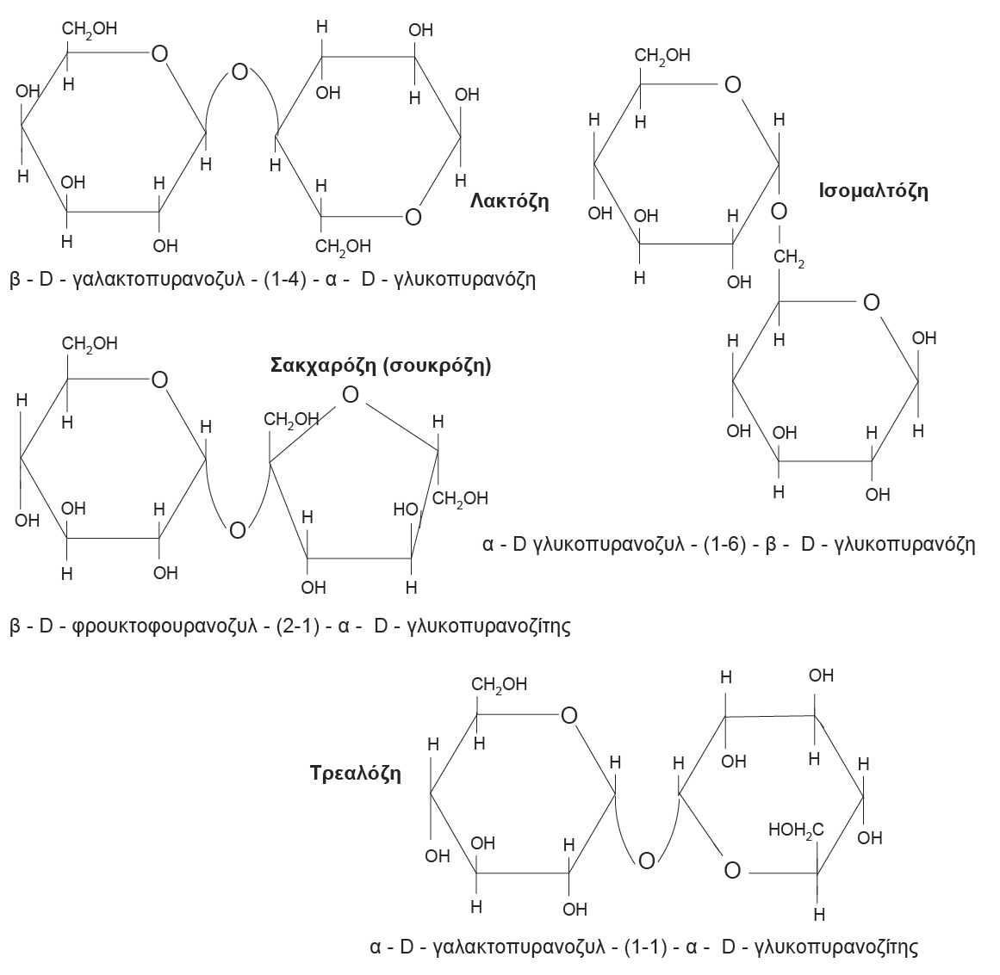 CH2OH
O
H
OH
H
OH
H
H
OH
H
O
H
OH
H
OH
H
OH
H
H
O
CH2OH
Λακτόζη
β - D - γαλακτοπυρανοζυλ - (1-4) - α - D - γλυκοπυρανόζη
CH2OH
O
H
H
OH
OH
H
H
OH
H
O
CH2
O
H
H
OH
OH
H
H
OH
OH
H
Ισομαλτόζη
α - D γλυκοπυρανοζυλ - (1-6) - β - D - γλυκοπυρανόζη
Σακχαρόζη (σουκρόζη)
CH2OH
O
H
H
OH
OH
H
H
OH
H
O
CH2OH
O
H
CH2OH
HO
H
H
OH
β - D - φρουκτοφουρανοζυλ - (2-1) - α - D - γλυκοπυρανοζίτης
Τρεαλόζη
CH2OH
O
H
H
OH
OH
H
H
OH
H
O
H
H
OH
OH
H
H
OH
HOH2C
H
O
α - D - γαλακτοπυρανοζυλ - (1-1) - α - D - γλυκοπυρανοζίτης